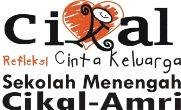 cikal
Refleksi Cinta Keluarga
Sekolah Menengah
Cikal-Amri